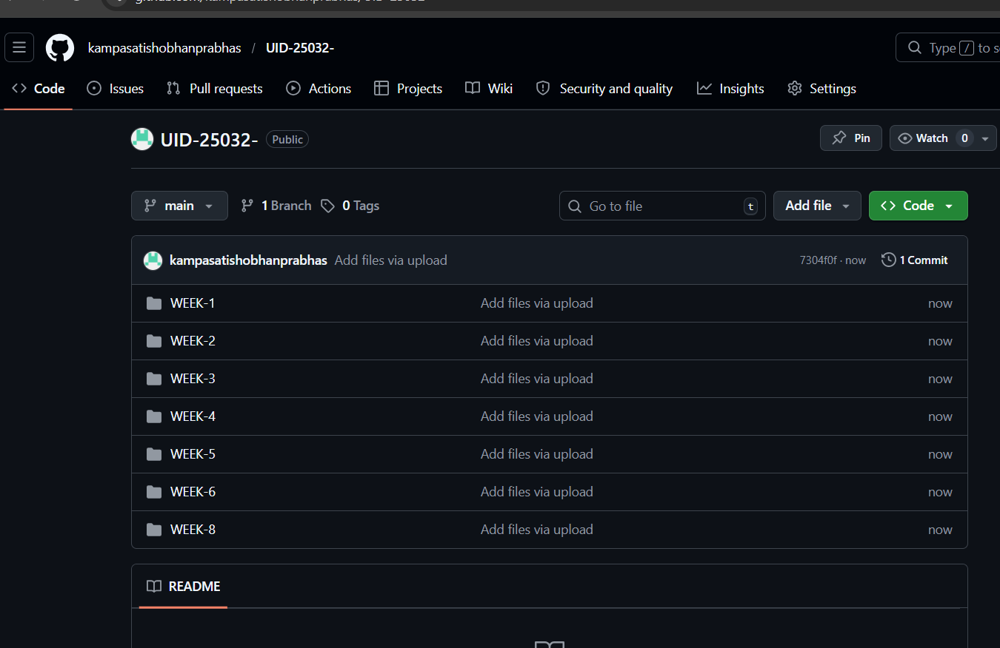 kampasatishobhanprabhas / UID-25032-
Type / to s
Code Issues Pull requests Actions Projects Wiki Security and quality Insights Settings
UID-25032- Public Pin Watch 0
main 1 Branch 0 Tags Go to file t Add file Code
kampasatishobhanprabhas Add files via upload 7304f0f · now 1 Commit
WEEK-1 Add files via upload now
WEEK-2 Add files via upload now
WEEK-3 Add files via upload now
WEEK-4 Add files via upload now
WEEK-5 Add files via upload now
WEEK-6 Add files via upload now
WEEK-8 Add files via upload now
README